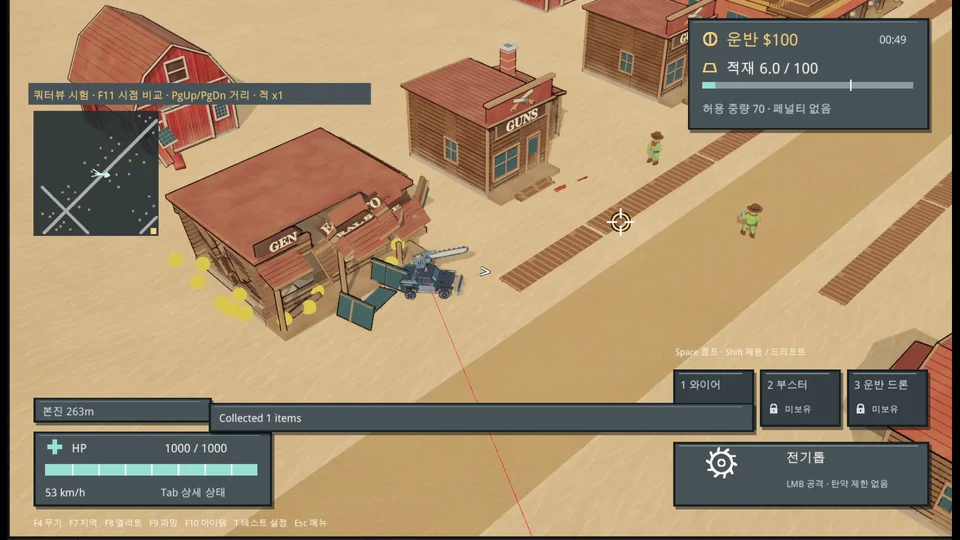 쿼터뷰 시험 · F11 시점 비교 · PgUp/PgDn 거리 · 적 x1
운반 $100
00:49
적재 6.0 / 100
허용 중량 70 · 페널티 없음
GUNS
GEN
Space 점프 · Shift 제동 / 드리프트
1 와이어
2 부스터
미보유
3 운반 드론
미보유
본진 263m
Collected 1 items
HP
1000 / 1000
53 km/h
Tab 상세 상태
전기톱
LMB 공격 · 탄약 제한 없음
F4 무기 F7 지역 F8 엘리트 F9 파밍 F10 아이템 T 테스트 설정 Esc 메뉴